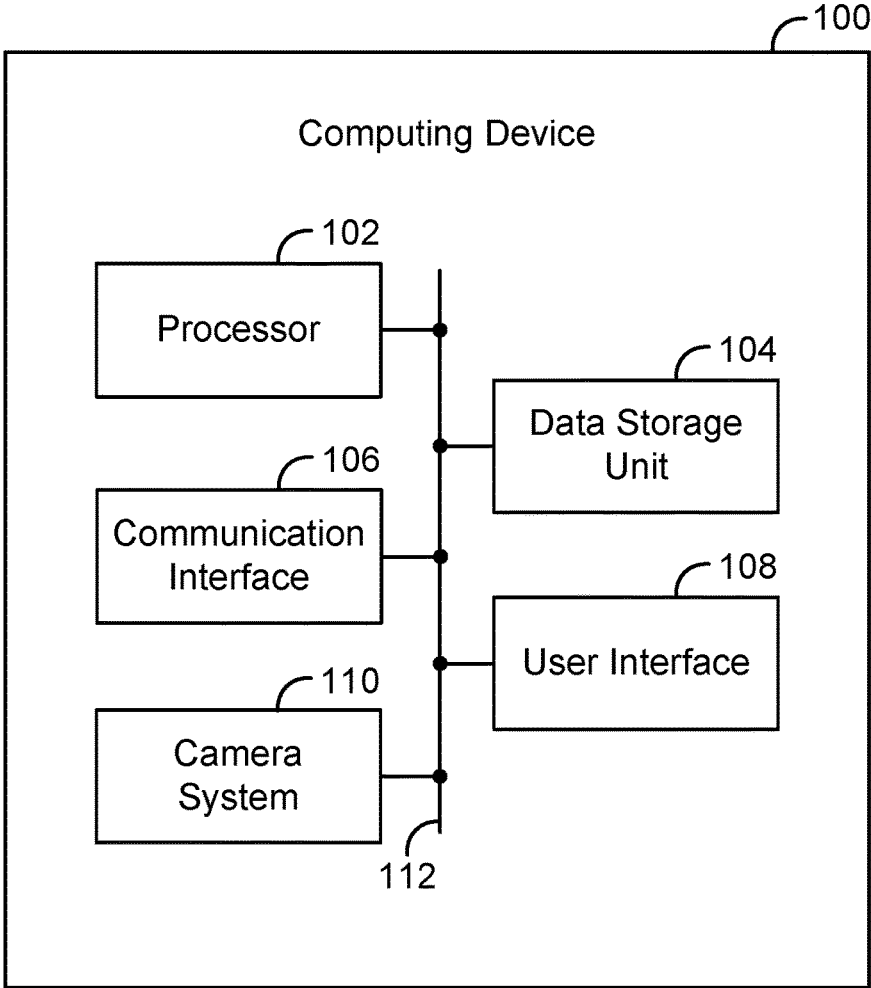 100
Computing Device
102
Processor
104
Data Storage
Unit
106
Communication
Interface
108
User Interface
110
Camera
System
112